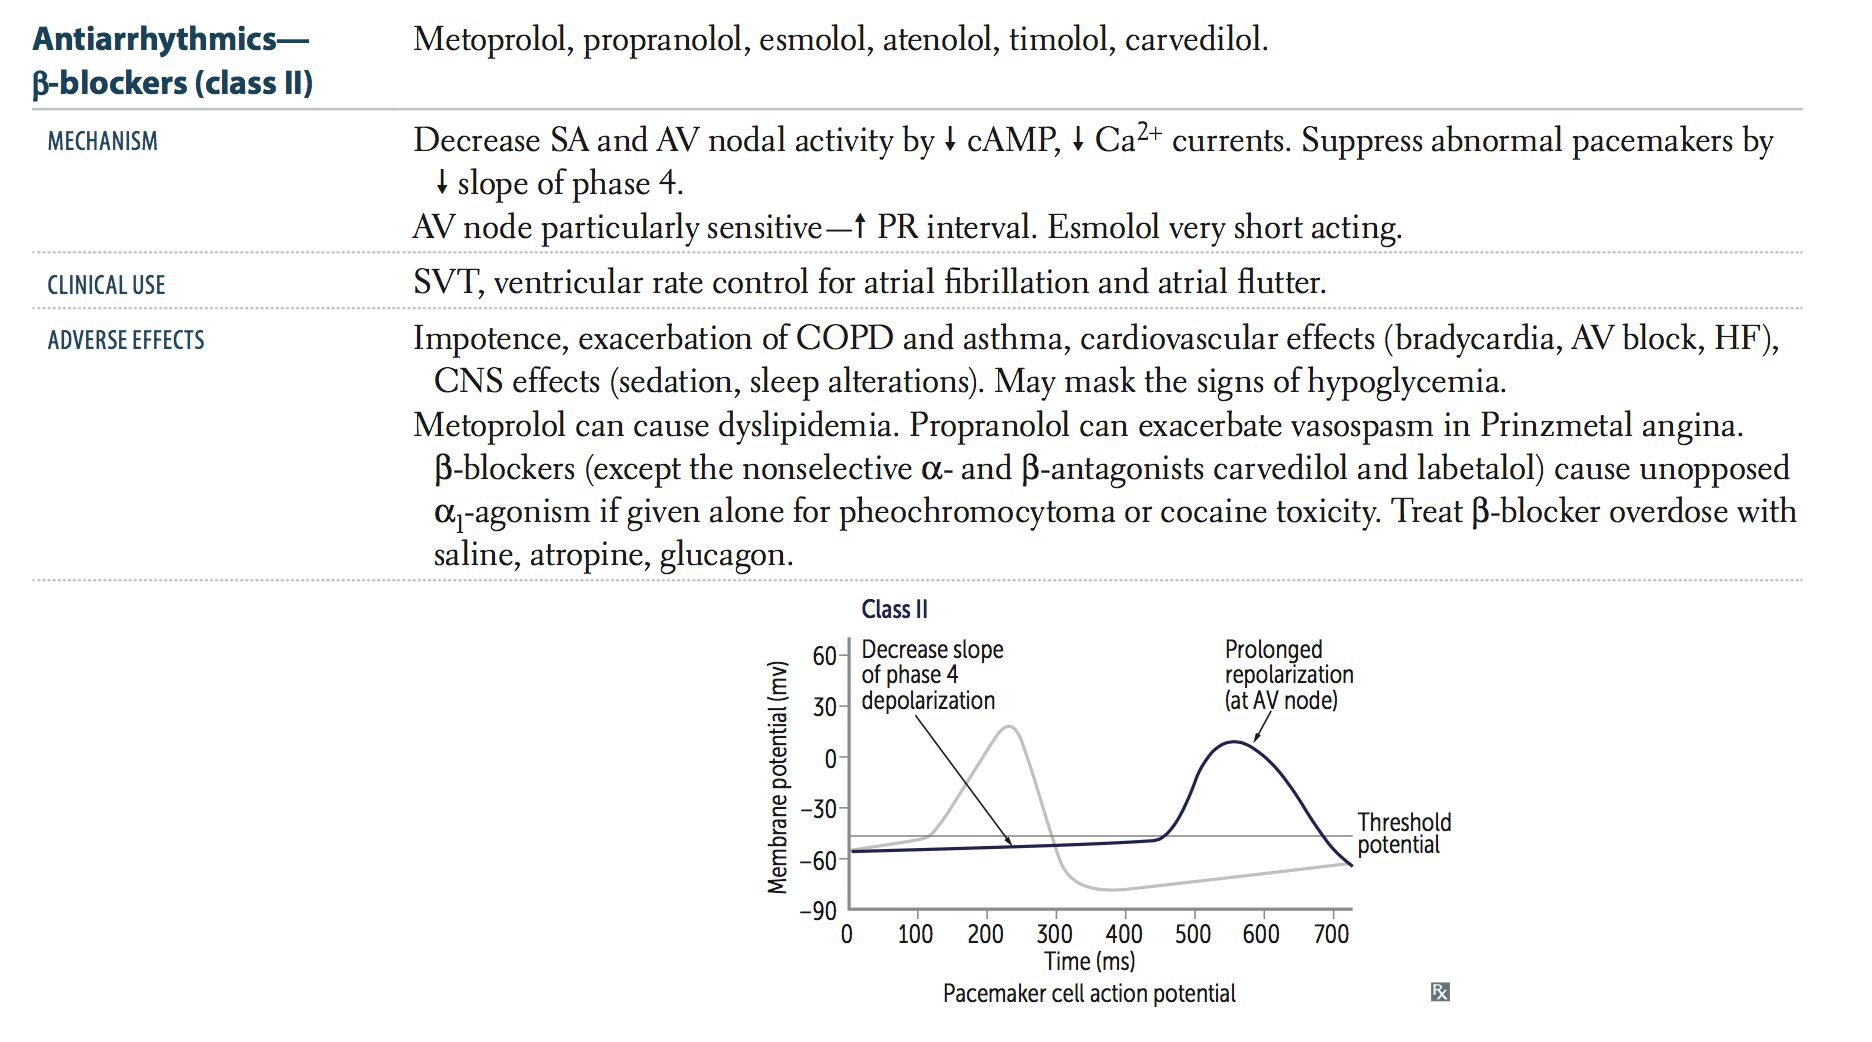 Antiarrhythmics—
β-blockers (class II)
Metoprolol, propranolol, esmolol, atenolol, timolol, carvedilol.
MECHANISM
Decrease SA and AV nodal activity by ↓ cAMP, ↓ Ca²⁺ currents. Suppress abnormal pacemakers by
↓ slope of phase 4.
AV node particularly sensitive—↑ PR interval. Esmolol very short acting.
CLINICAL USE
SVT, ventricular rate control for atrial fibrillation and atrial flutter.
ADVERSE EFFECTS
Impotence, exacerbation of COPD and asthma, cardiovascular effects (bradycardia, AV block, HF),
CNS effects (sedation, sleep alterations). May mask the signs of hypoglycemia.
Metoprolol can cause dyslipidemia. Propranolol can exacerbate vasospasm in Prinzmetal angina.
β-blockers (except the nonselective α- and β-antagonists carvedilol and labetalol) cause unopposed
α₁-agonism if given alone for pheochromocytoma or cocaine toxicity. Treat β-blocker overdose with
saline, atropine, glucagon.
Class II
Decrease slope
of phase 4
depolarization
Prolonged
repolarization
(at AV node)
Threshold
potential
Membrane potential (mv)
60
30
0
−30
−60
−90
0 100 200 300 400 500 600 700
Time (ms)
Pacemaker cell action potential
Rx